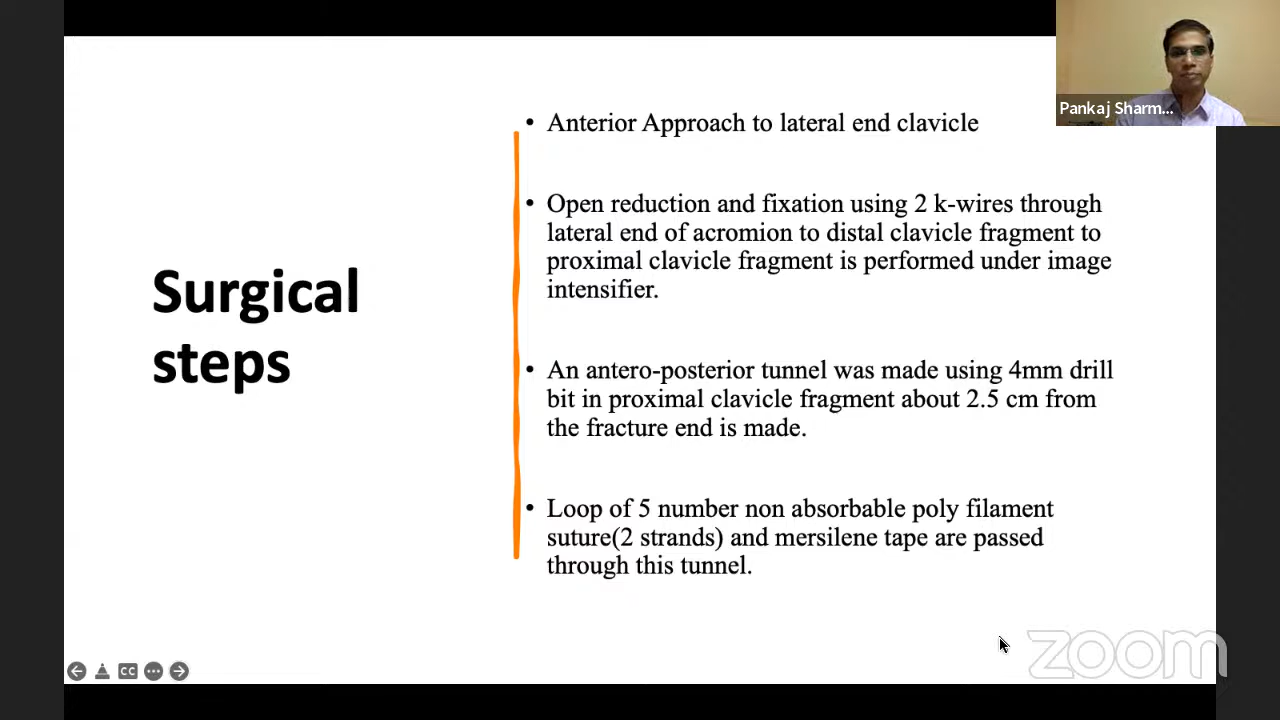 Pankaj Sharm...
Surgical
steps
• Anterior Approach to lateral end clavicle
• Open reduction and fixation using 2 k-wires through
lateral end of acromion to distal clavicle fragment to
proximal clavicle fragment is performed under image
intensifier.
• An antero-posterior tunnel was made using 4mm drill
bit in proximal clavicle fragment about 2.5 cm from
the fracture end is made.
• Loop of 5 number non absorbable poly filament
suture(2 strands) and mersilene tape are passed
through this tunnel.
CC
zoom